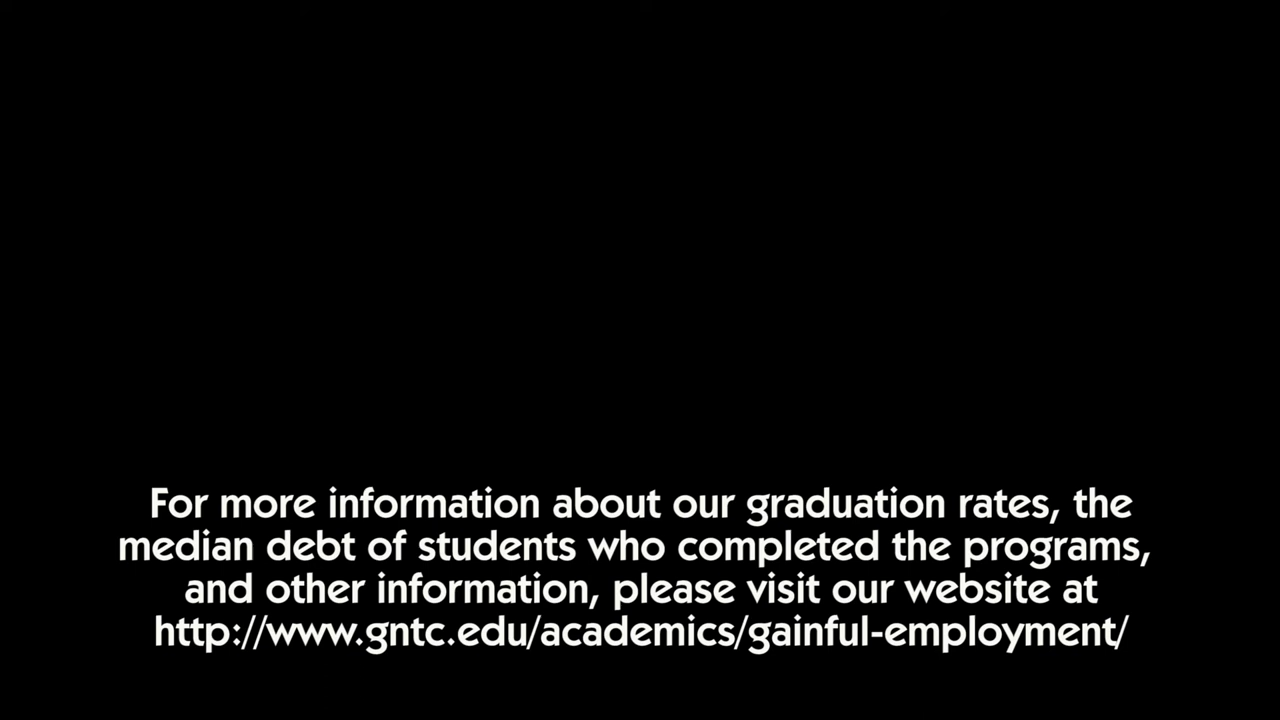 For more information about our graduation rates, the
median debt of students who completed the programs,
and other information, please visit our website at
http://www.gntc.edu/academics/gainful-employment/